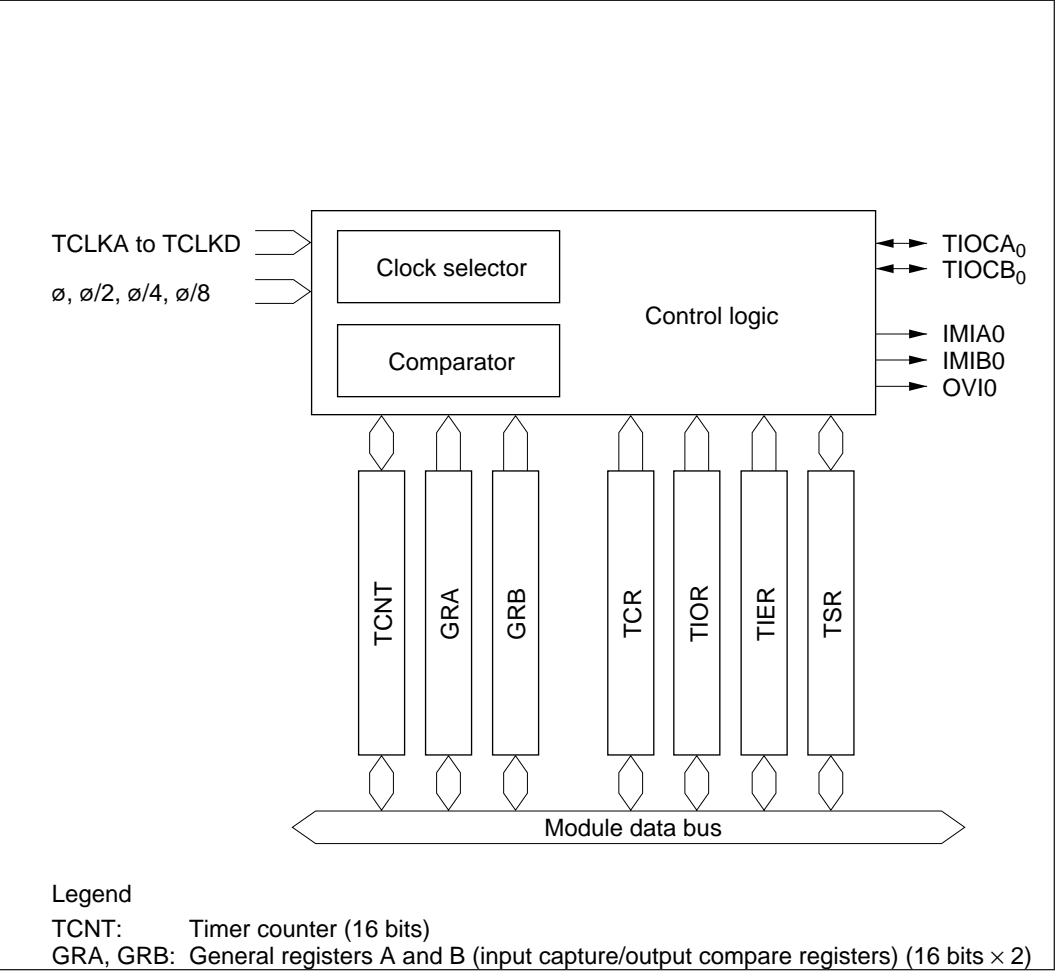 TCLKA to TCLKD
ø, ø/2, ø/4, ø/8
Clock selector
Comparator
Control logic
TIOCA0
TIOCB0
IMIA0
IMIB0
OVI0
TCNT
GRA
GRB
TCR
TIOR
TIER
TSR
Module data bus
Legend
TCNT: Timer counter (16 bits)
GRA, GRB: General registers A and B (input capture/output compare registers) (16 bits × 2)